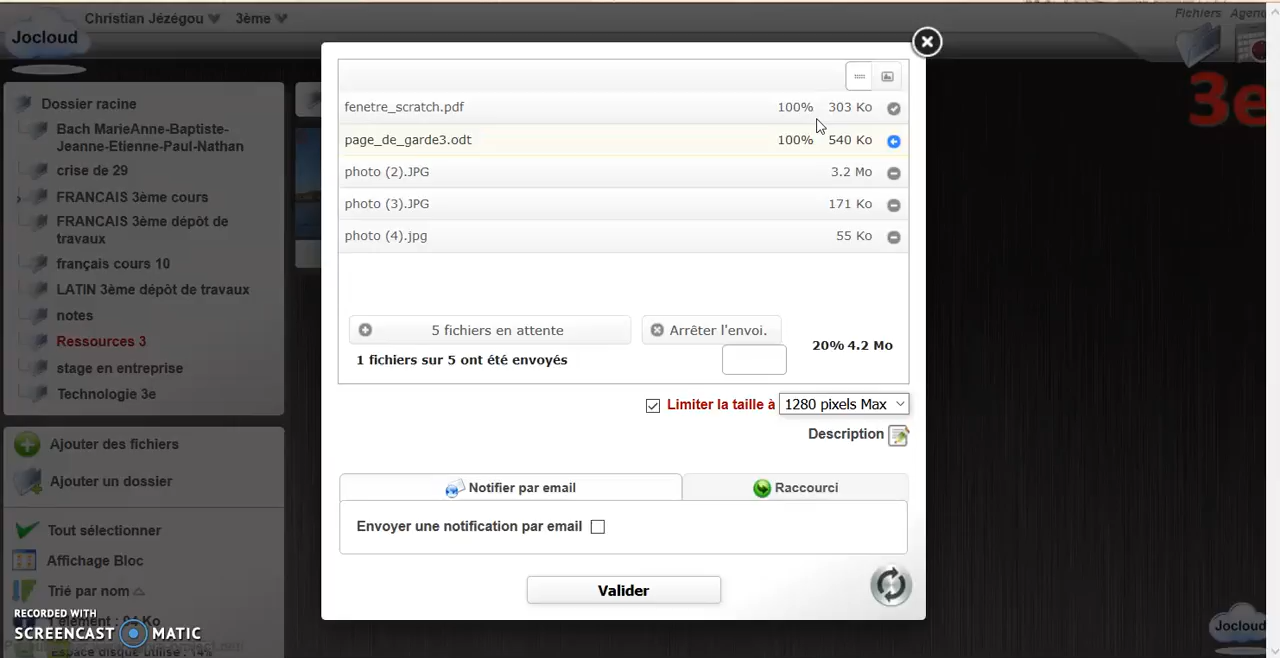 Christian Jézégou
3ème
Fichiers
Jocloud
3e
Dossier racine
Bach MarieAnne-Baptiste-
Jeanne-Etienne-Paul-Nathan
crise de 29
FRANCAIS 3ème cours
FRANCAIS 3ème dépôt de
travaux
français cours 10
LATIN 3ème dépôt de travaux
notes
Ressources 3
stage en entreprise
Technologie 3e
Ajouter des fichiers
Ajouter un dossier
Tout sélectionner
Affichage Bloc
Trié par nom
RECORDED WITH
SCREENCAST MATIC
Espace disque utilisé : 14%
fenetre_scratch.pdf 100% 303 Ko
page_de_garde3.odt 100% 540 Ko
photo (2).JPG 3.2 Mo
photo (3).JPG 171 Ko
photo (4).jpg 55 Ko
5 fichiers en attente
Arrêter l'envoi.
1 fichiers sur 5 ont été envoyés
20% 4.2 Mo
Limiter la taille à 1280 pixels Max
Description
Notifier par email
Raccourci
Envoyer une notification par email
Valider
Jocloud